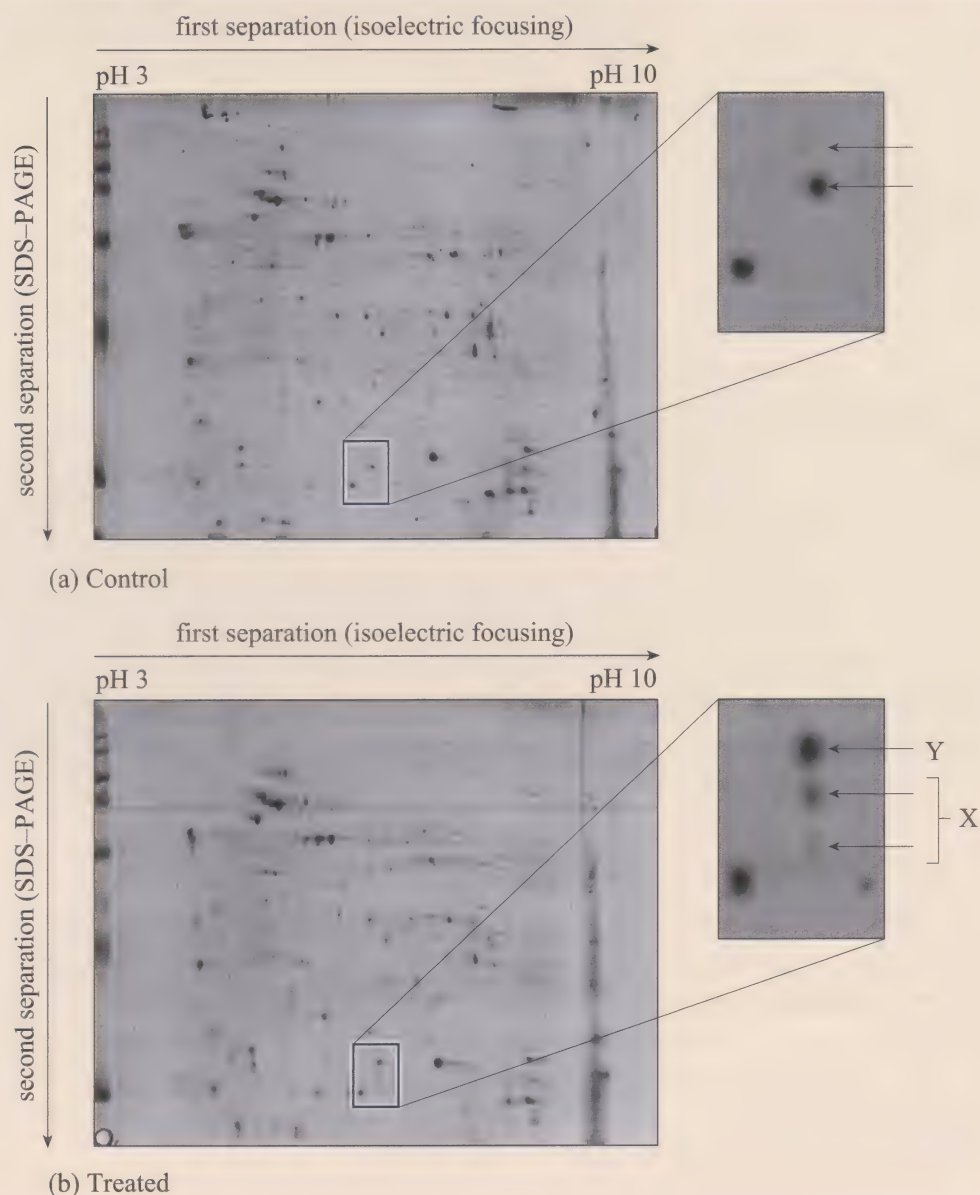 first separation (isoelectric focusing)
pH 3 pH 10
second separation (SDS–PAGE)
(a) Control
first separation (isoelectric focusing)
pH 3 pH 10
second separation (SDS–PAGE)
Y
X
(b) Treated